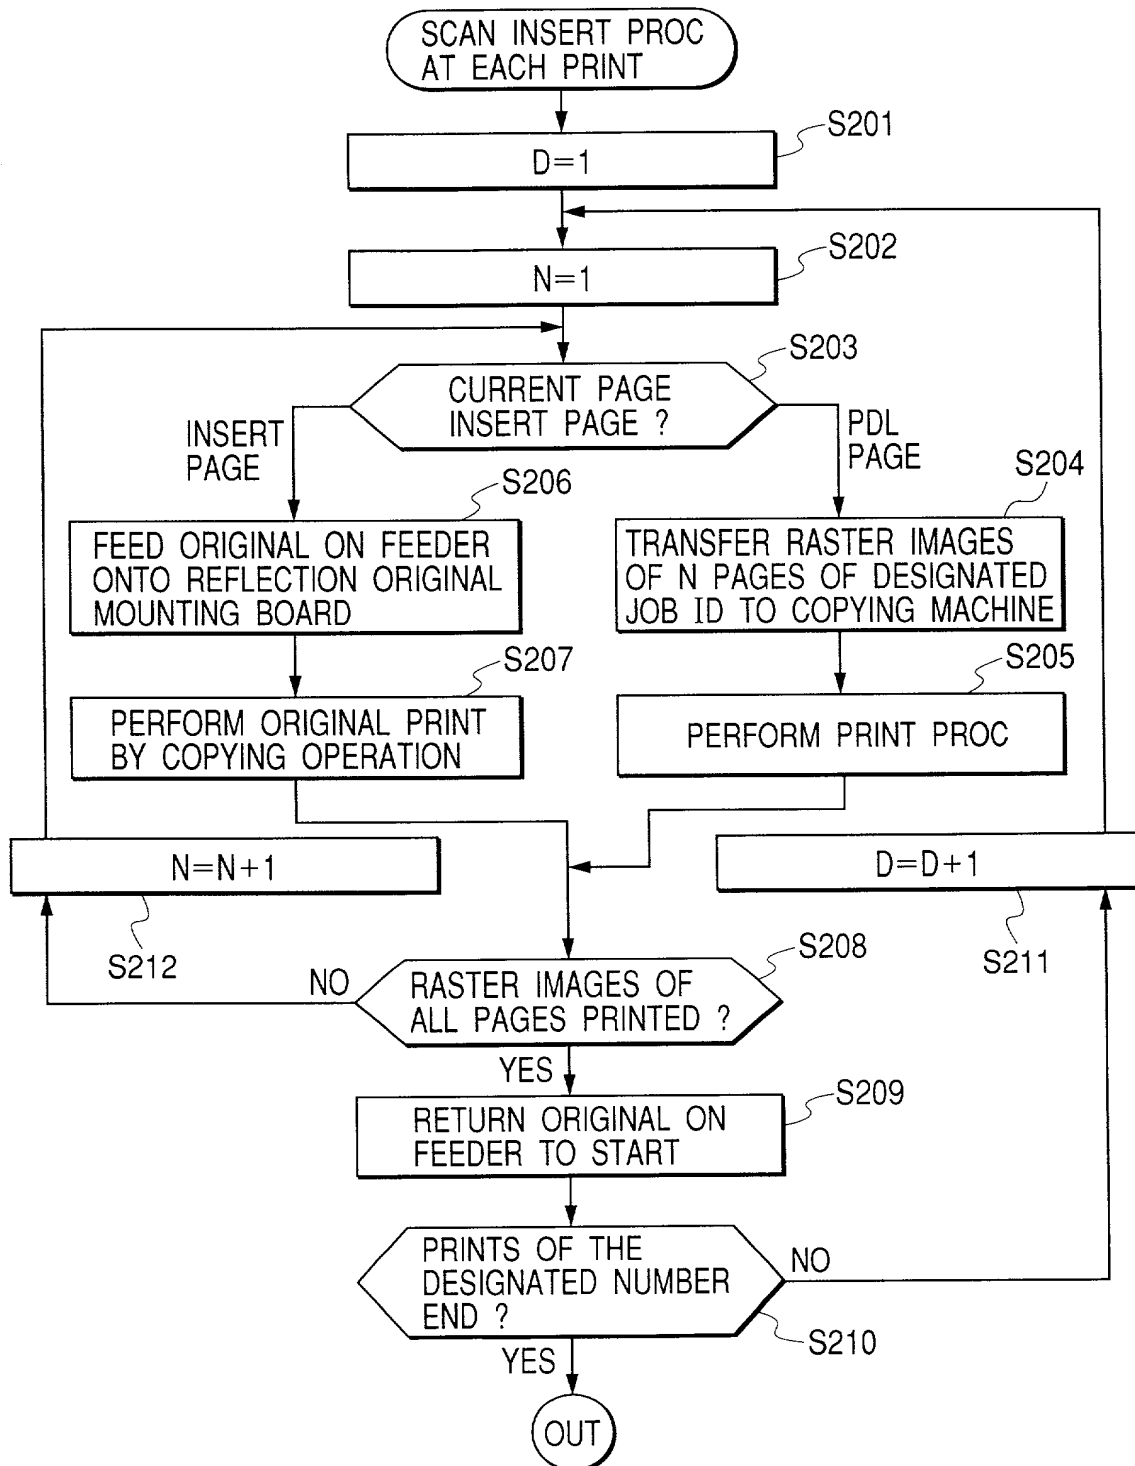 SCAN INSERT PROC
AT EACH PRINT
S201
D=1
S202
N=1
S203
CURRENT PAGE
INSERT PAGE ?
INSERT
PAGE
PDL
PAGE
S206
S204
FEED ORIGINAL ON FEEDER
ONTO REFLECTION ORIGINAL
MOUNTING BOARD
TRANSFER RASTER IMAGES
OF N PAGES OF DESIGNATED
JOB ID TO COPYING MACHINE
S207
S205
PERFORM ORIGINAL PRINT
BY COPYING OPERATION
PERFORM PRINT PROC
N=N+1
D=D+1
S212
S211
S208
NO
RASTER IMAGES OF
ALL PAGES PRINTED ?
YES
S209
RETURN ORIGINAL ON
FEEDER TO START
PRINTS OF THE
DESIGNATED NUMBER
END ?
NO
S210
YES
OUT